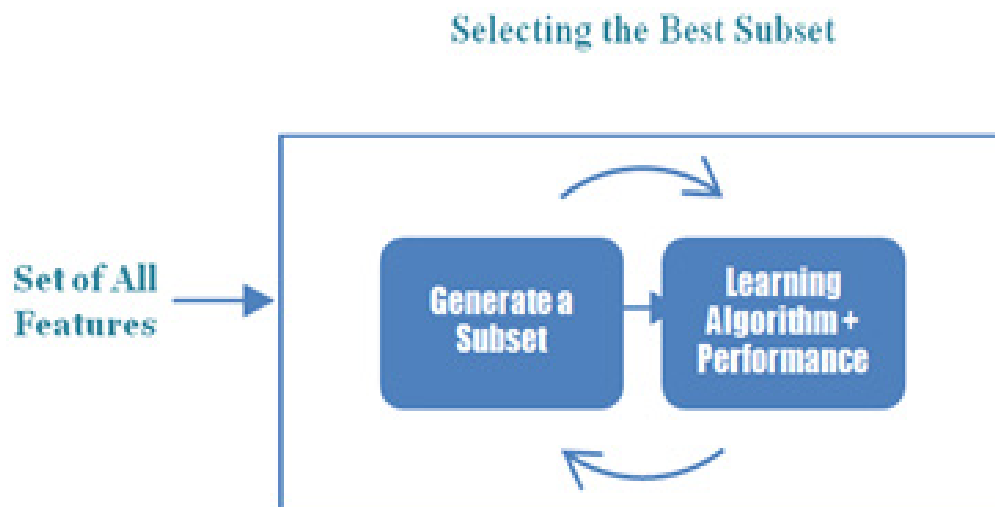 Selecting the Best Subset
Set of All
Features
Generate a
Subset
Learning
Algorithm +
Performance